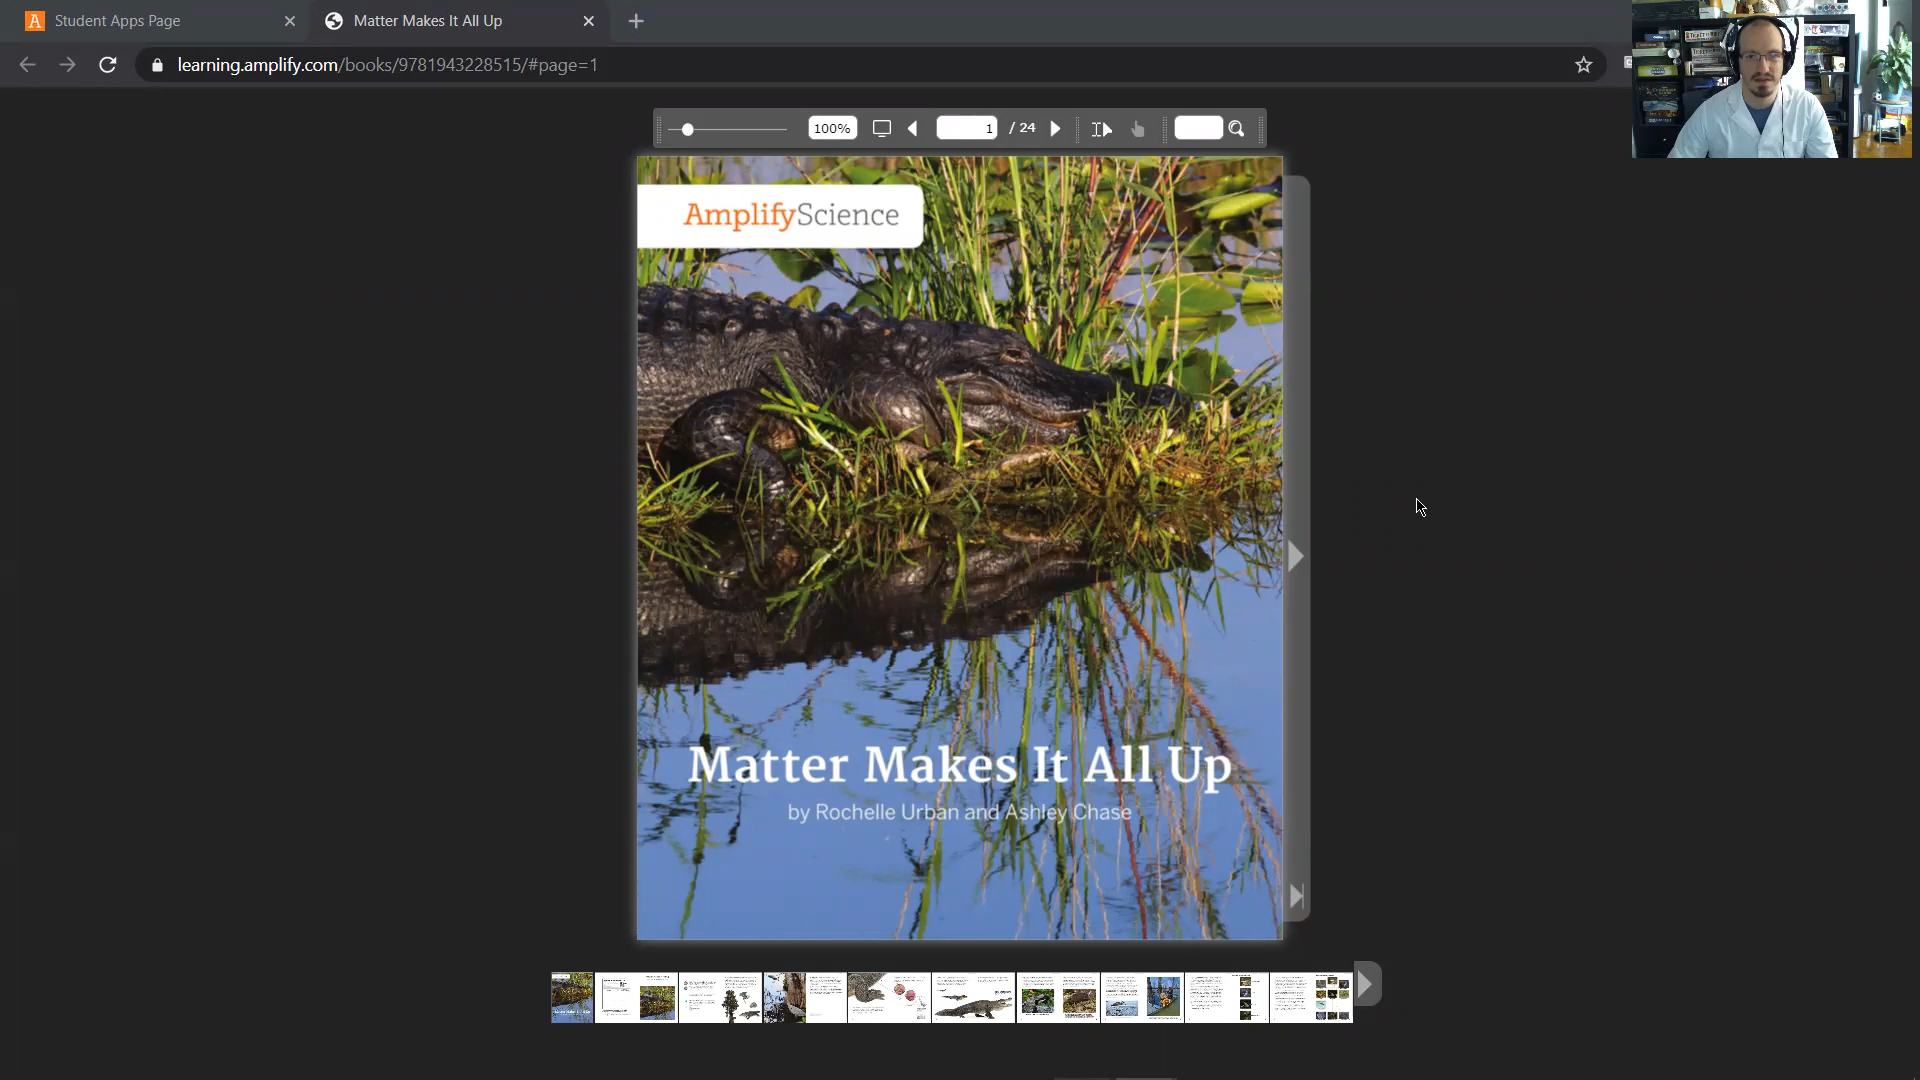 Student Apps Page
Matter Makes It All Up
learning.amplify.com/books/9781943228515/#page=1
100%
1 / 24
AmplifyScience
Matter Makes It All Up
by Rochelle Urban and Ashley Chase